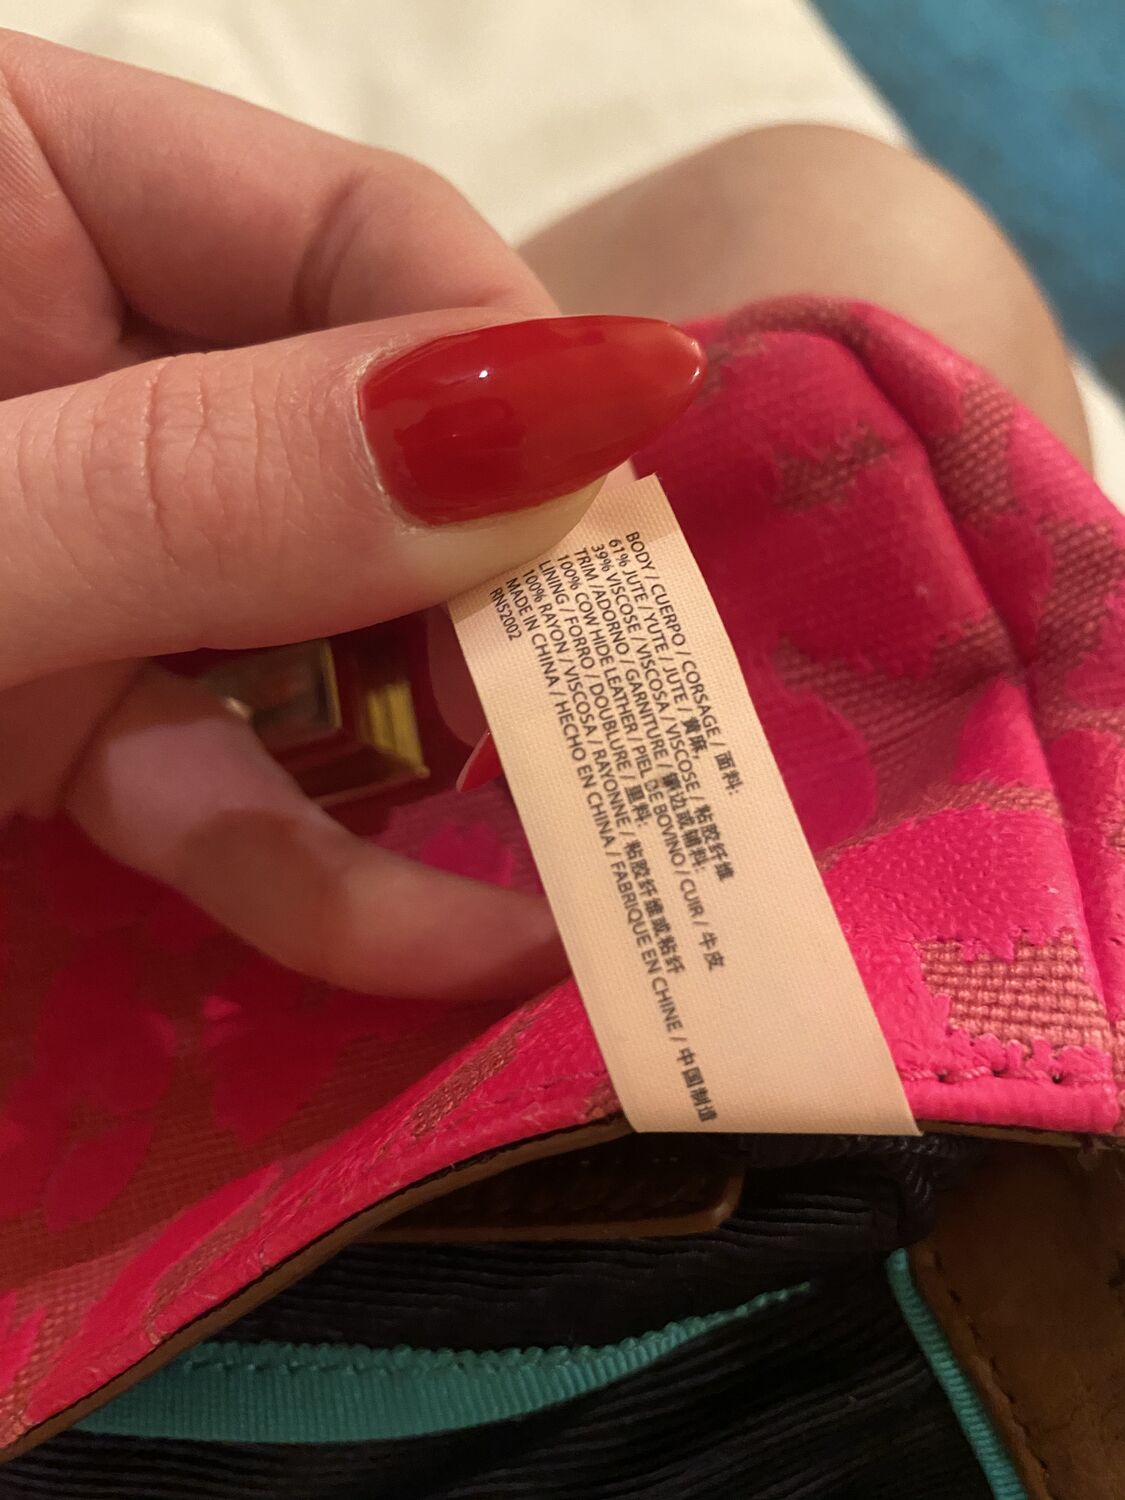 BODY / CUERPO / CORSAGE / 面料:
61% JUTE / YUTE / JUTE / 黄麻,
39% VISCOSE / VISCOSA / VISCOSE / 粘胶纤维
TRIM /ADORNO / GARNITURE / 镶边或辅料:
100% COW HIDE LEATHER / PIEL DE BOVINO / CUIR / 牛皮
LINING / FORRO / DOUBLURE / 里料:
100% RAYON / VISCOSA / RAYONNE / 粘胶纤维或粘纤
MADE IN CHINA / HECHO EN CHINA / FABRIQUE EN CHINE / 中国制造
RN52002